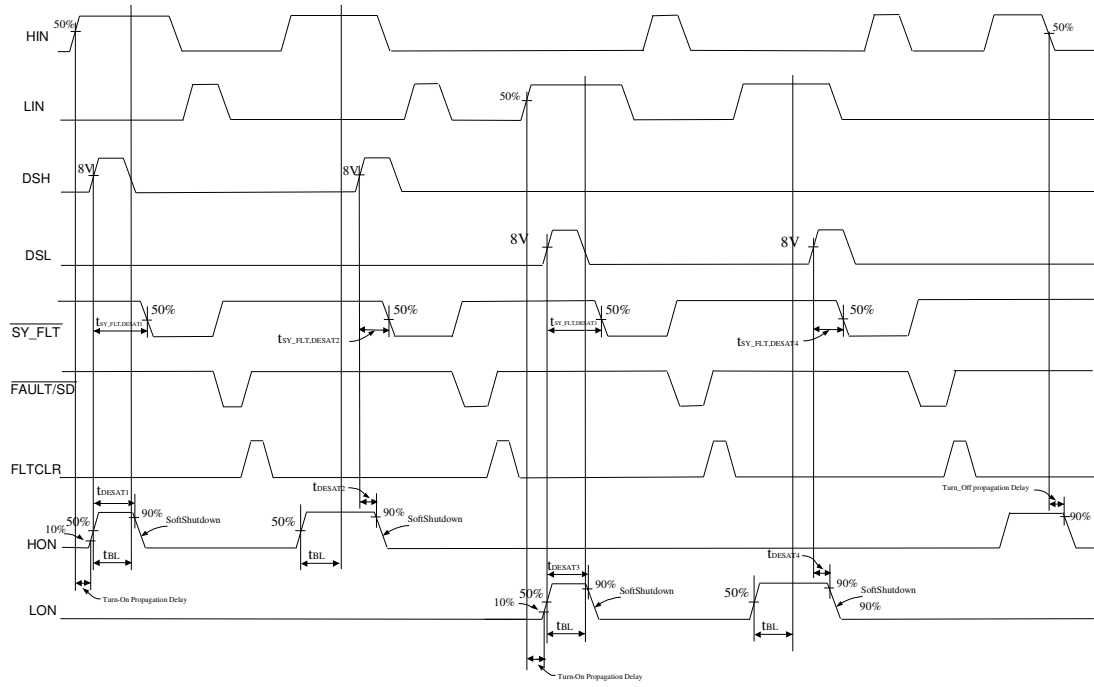 HIN
50%
50%
LIN
50%
DSH
8V
8V
DSL
8V
8V
SY_FLT
50%
50%
50%
50%
tSY_FLT,DESAT1
tSY_FLT,DESAT2
tSY_FLT,DESAT3
tSY_FLT,DESAT4
FAULT/SD
FLTCLR
tDESAT1
tDESAT2
Turn_Off propagation Delay
HON
10%
50%
90%
SoftShutdown
50%
90%
SoftShutdown
90%
tBL
tBL
Turn-On Propagation Delay
tDESAT3
tDESAT4
LON
10%
50%
90%
SoftShutdown
50%
90%
SoftShutdown
90%
tBL
tBL
Turn-On Propagation Delay